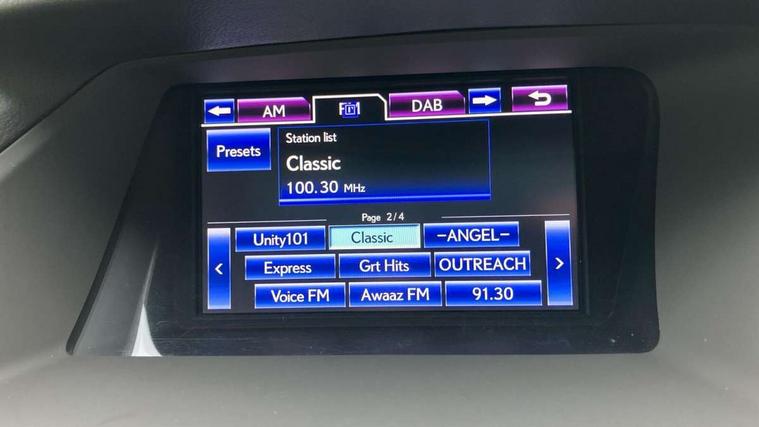 AM
DAB
Presets
Station list
Classic
100.30 MHz
Page 2/4
Unity101
Classic
–ANGEL–
Express
Grt Hits
OUTREACH
Voice FM
Awaaz FM
91.30